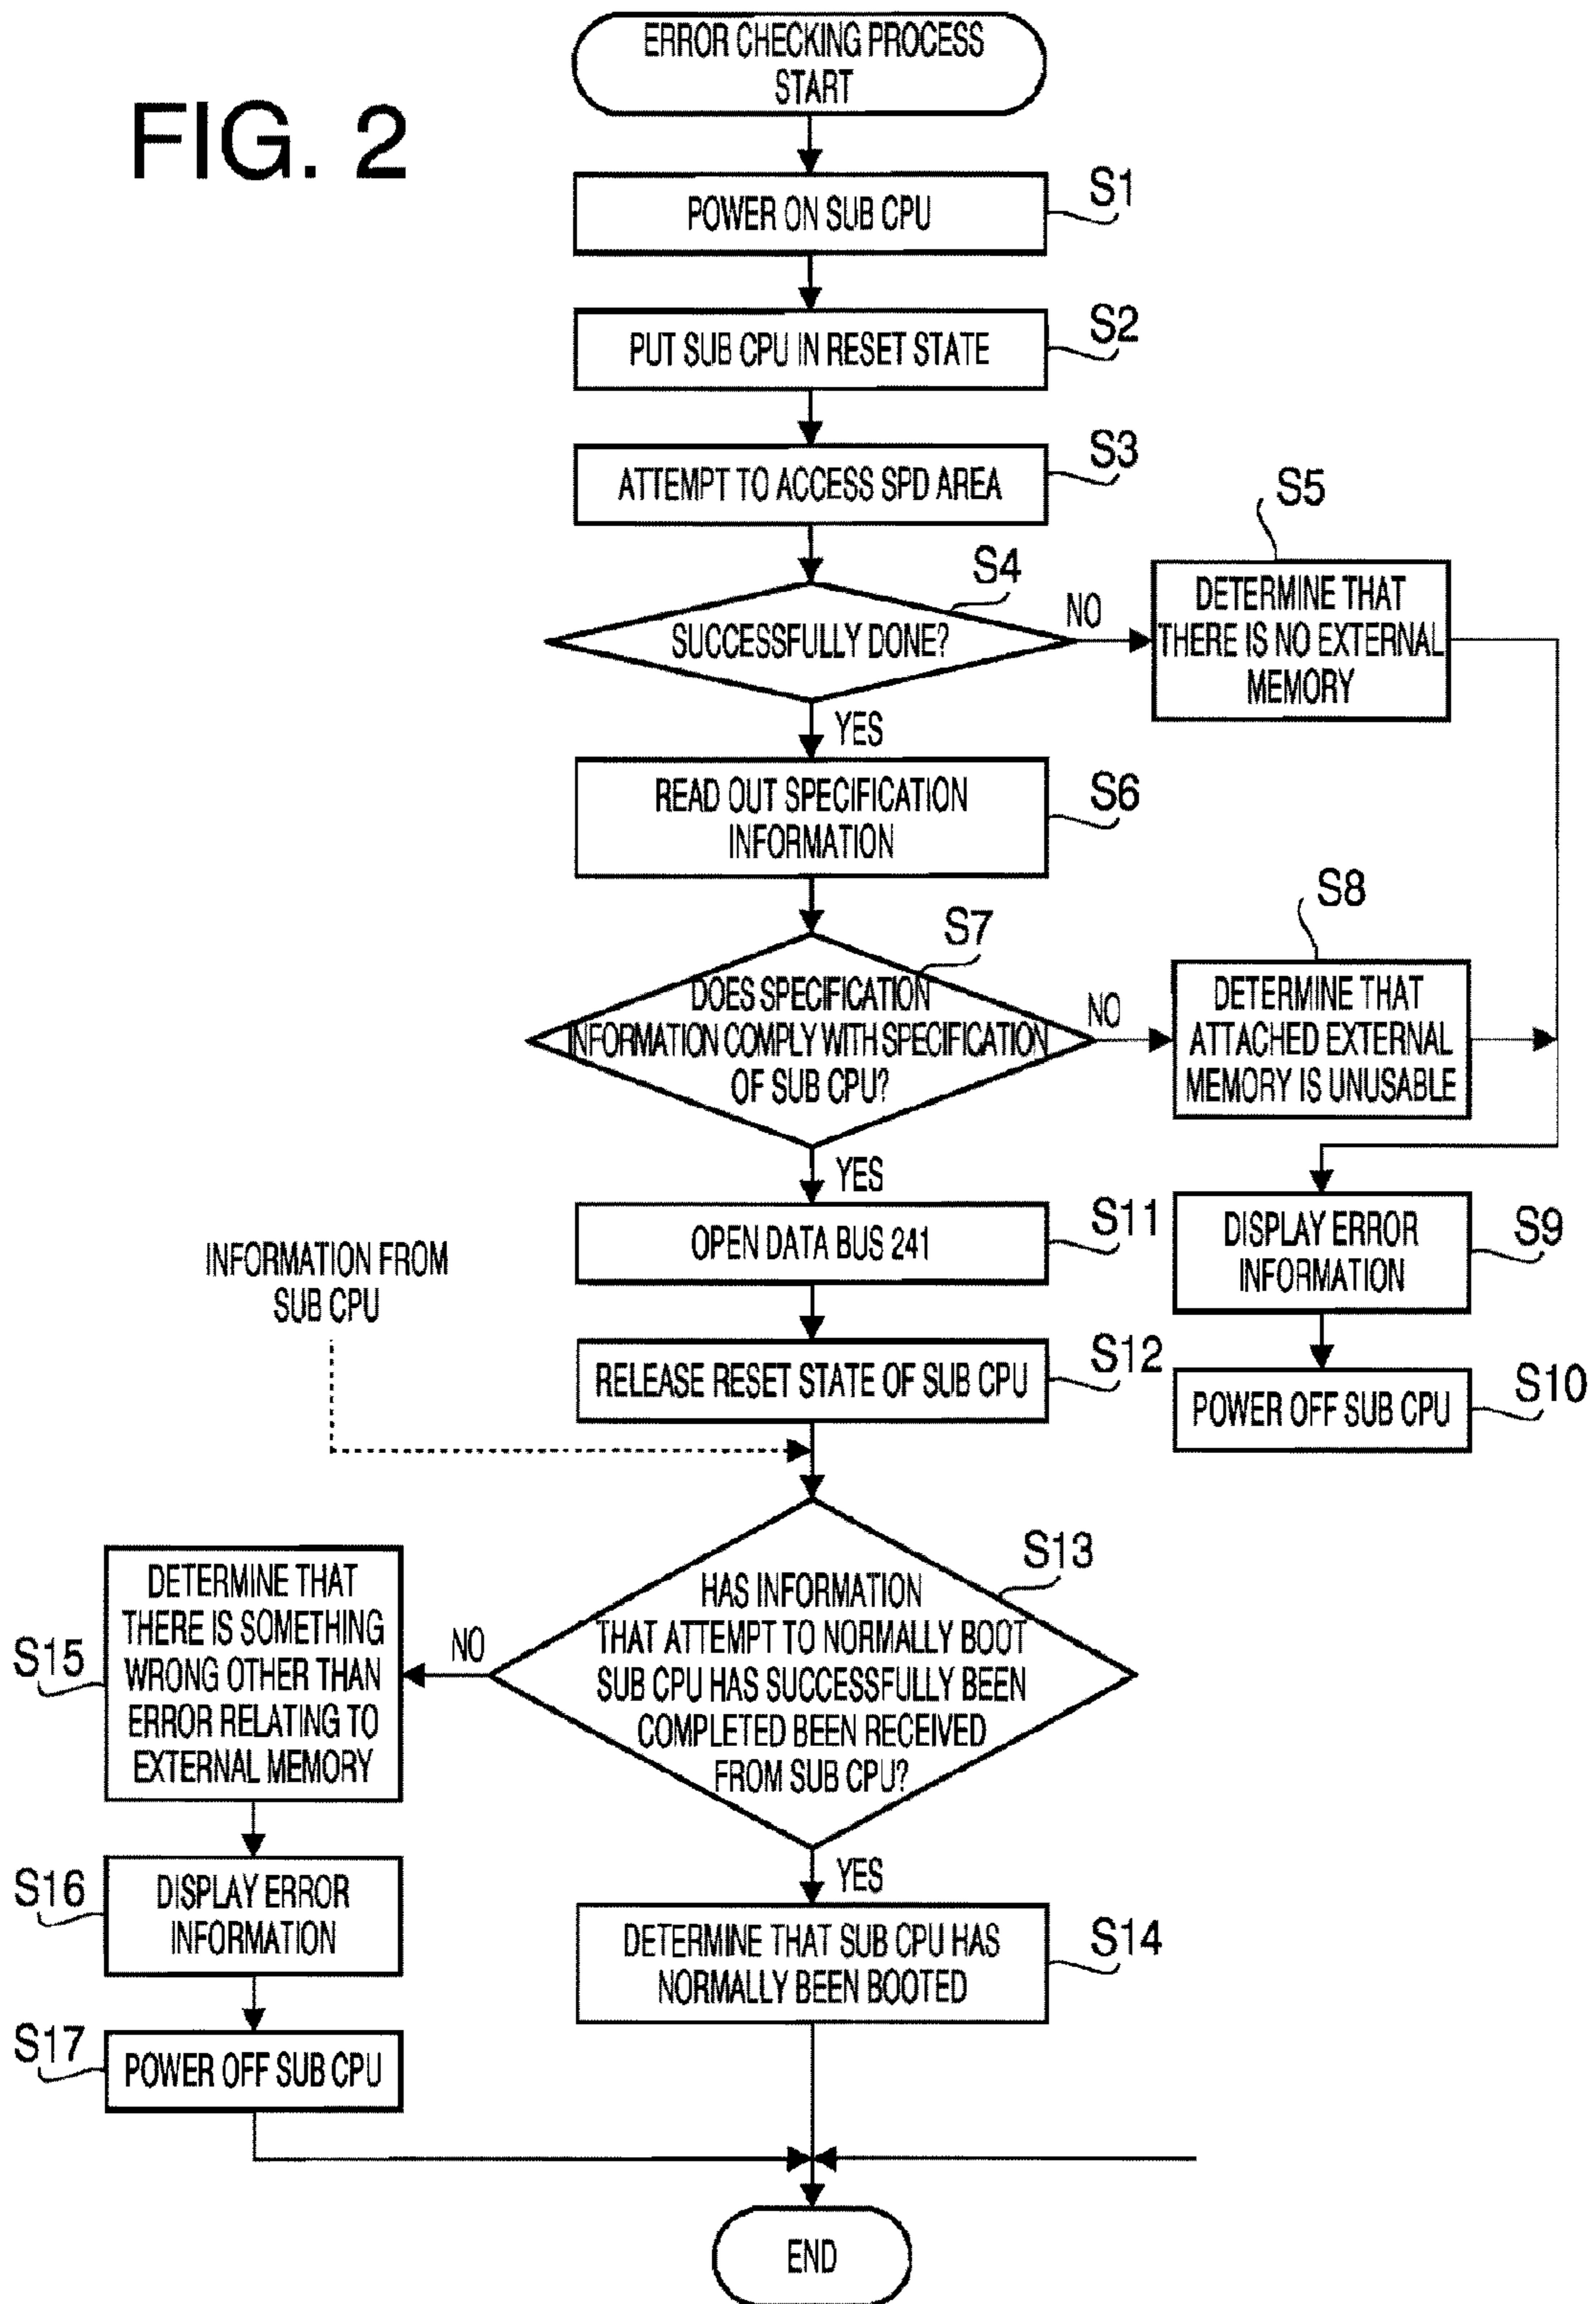 FIG. 2
ERROR CHECKING PROCESS
START
POWER ON SUB CPU
S1
PUT SUB CPU IN RESET STATE
S2
ATTEMPT TO ACCESS SPD AREA
S3
SUCCESSFULLY DONE?
S4
NO
DETERMINE THAT
THERE IS NO EXTERNAL
MEMORY
S5
YES
READ OUT SPECIFICATION
INFORMATION
S6
DOES SPECIFICATION
INFORMATION COMPLY WITH SPECIFICATION
OF SUB CPU?
S7
NO
DETERMINE THAT
ATTACHED EXTERNAL
MEMORY IS UNUSABLE
S8
YES
DISPLAY ERROR
INFORMATION
S9
POWER OFF SUB CPU
S10
OPEN DATA BUS 241
S11
RELEASE RESET STATE OF SUB CPU
S12
INFORMATION FROM
SUB CPU
HAS INFORMATION
THAT ATTEMPT TO NORMALLY BOOT
SUB CPU HAS SUCCESSFULLY BEEN
COMPLETED BEEN RECEIVED
FROM SUB CPU?
S13
NO
DETERMINE THAT
THERE IS SOMETHING
WRONG OTHER THAN
ERROR RELATING TO
EXTERNAL MEMORY
S15
DISPLAY ERROR
INFORMATION
S16
POWER OFF SUB CPU
S17
YES
DETERMINE THAT SUB CPU HAS
NORMALLY BEEN BOOTED
S14
END